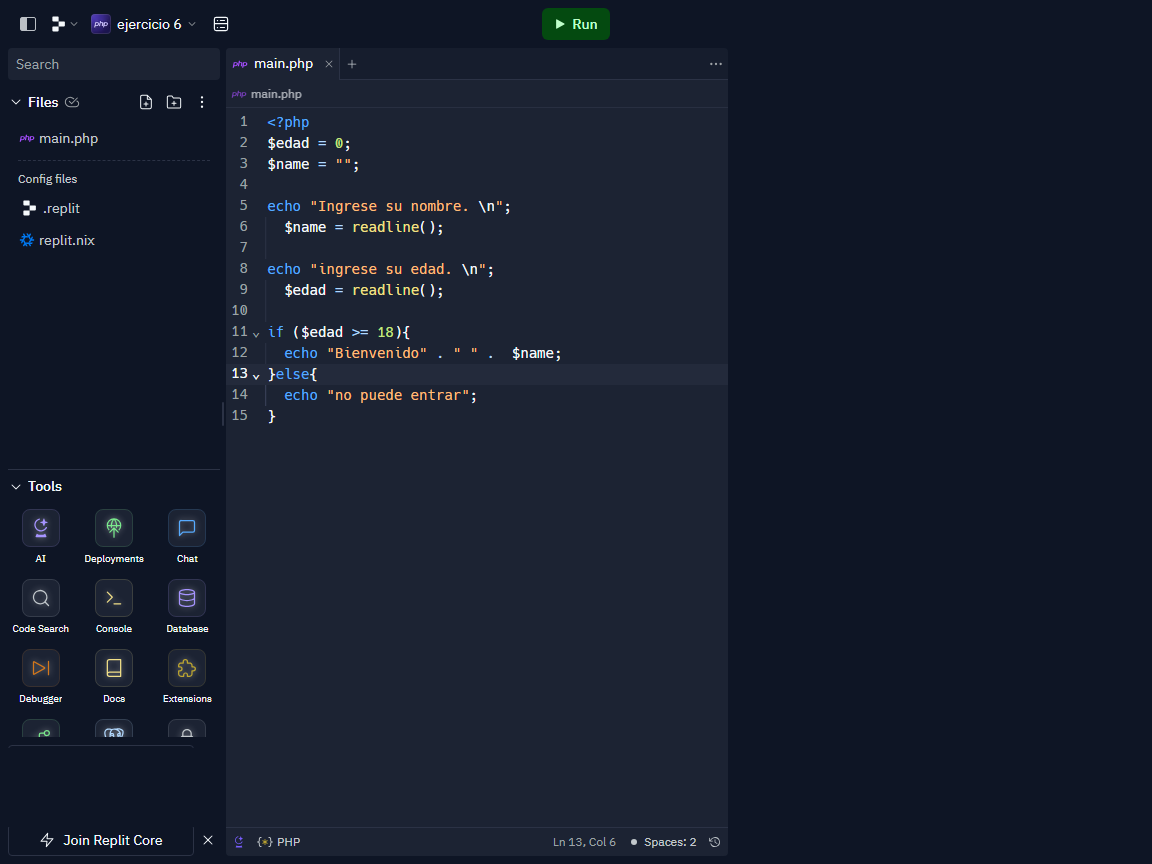 php ejercicio 6
Run
Search
php main.php
Files
php main.php
php main.php
Config files
.replit
replit.nix
1 <?php
2 $edad = 0;
3 $name = "";
4
5 echo "Ingrese su nombre. \n";
6 $name = readline();
7
8 echo "ingrese su edad. \n";
9 $edad = readline();
10
11 if ($edad >= 18){
12 echo "Bienvenido" . " " .  $name;
13 }else{
14 echo "no puede entrar";
15 }
Tools
AI Deployments Chat
Code Search Console Database
Debugger Docs Extensions
Join Replit Core
PHP
Ln 13, Col 6
Spaces: 2